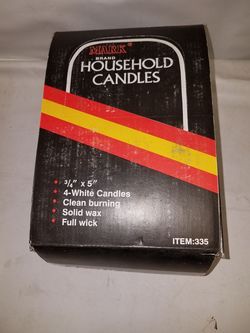 MARK®
BRAND
HOUSEHOLD
CANDLES
• 3/4" x 5"
• 4-White Candles
• Clean burning
• Solid wax
• Full wick
ITEM:335